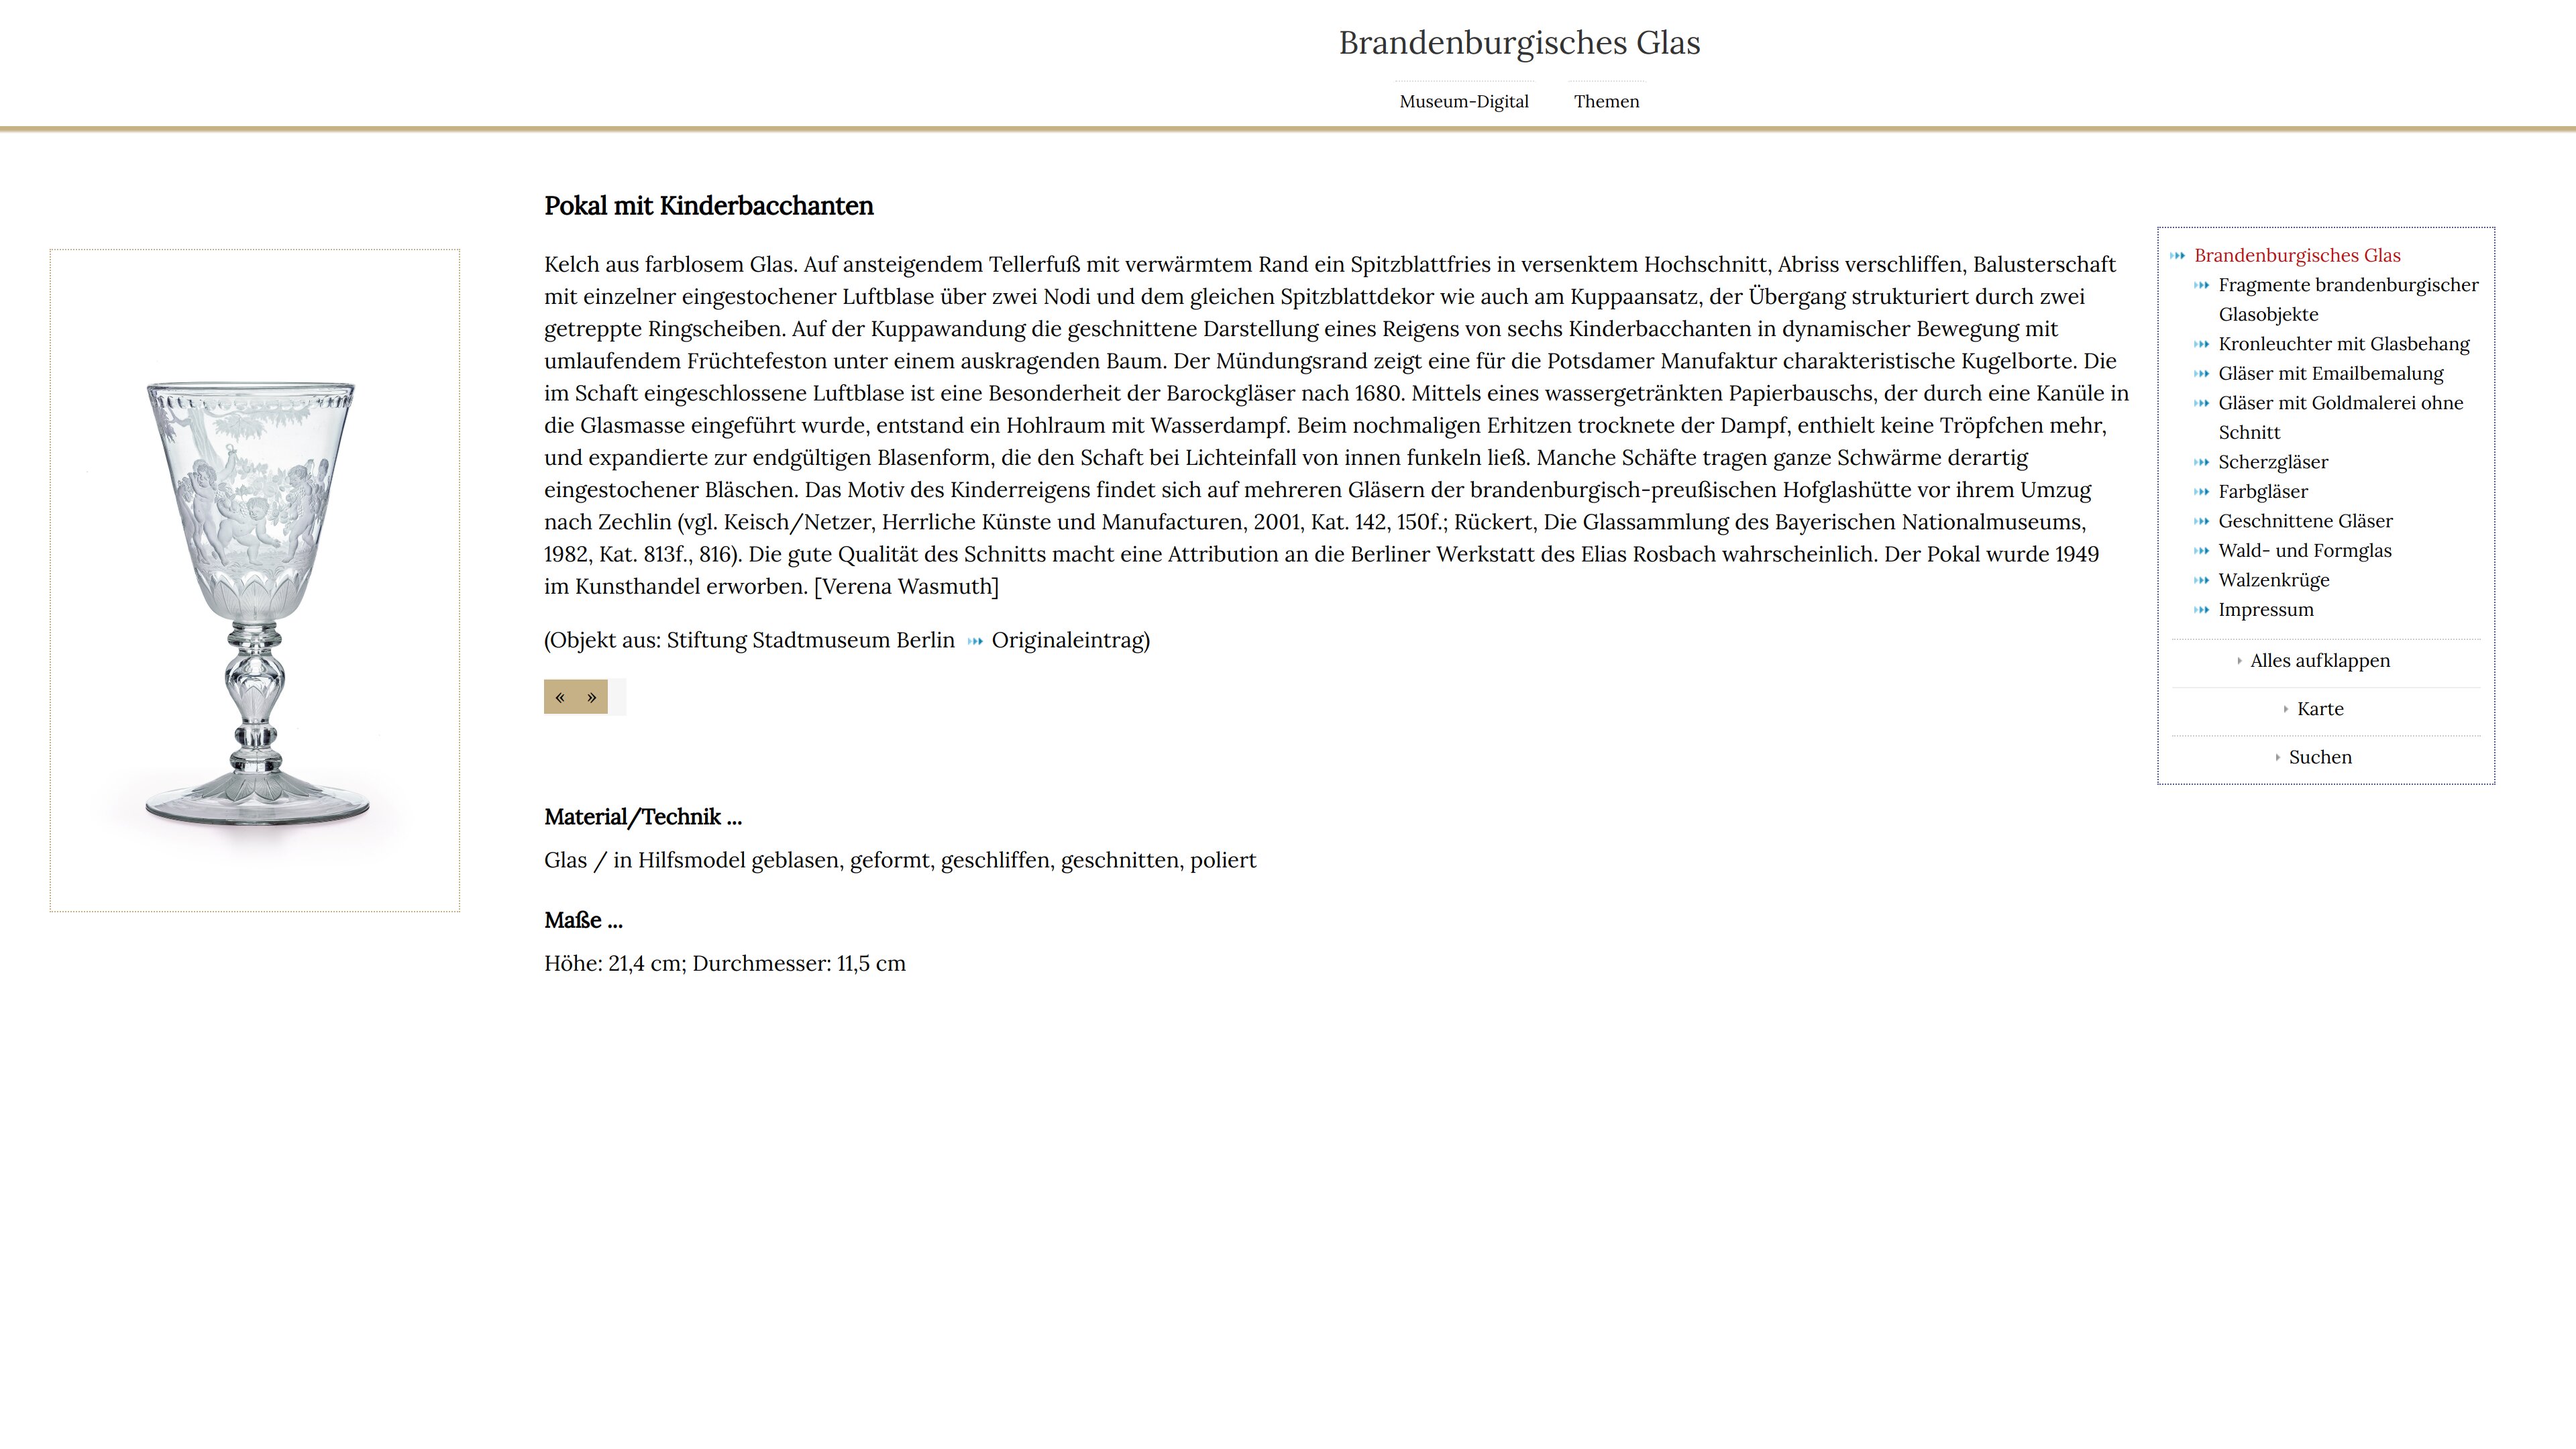 Brandenburgisches Glas
Museum-Digital Themen
Pokal mit Kinderbacchanten
Kelch aus farblosem Glas. Auf ansteigendem Tellerfuß mit verwärmtem Rand ein Spitzblattfries in versenktem Hochschnitt, Abriss verschliffen, Balusterschaft
mit einzelner eingestochener Luftblase über zwei Nodi und dem gleichen Spitzblattdekor wie auch am Kuppaansatz, der Übergang strukturiert durch zwei
getreppte Ringscheiben. Auf der Kuppawandung die geschnittene Darstellung eines Reigens von sechs Kinderbacchanten in dynamischer Bewegung mit
umlaufendem Früchtefeston unter einem auskragenden Baum. Der Mündungsrand zeigt eine für die Potsdamer Manufaktur charakteristische Kugelborte. Die
im Schaft eingeschlossene Luftblase ist eine Besonderheit der Barockgläser nach 1680. Mittels eines wassergetränkten Papierbauschs, der durch eine Kanüle in
die Glasmasse eingeführt wurde, entstand ein Hohlraum mit Wasserdampf. Beim nochmaligen Erhitzen trocknete der Dampf, enthielt keine Tröpfchen mehr,
und expandierte zur endgültigen Blasenform, die den Schaft bei Lichteinfall von innen funkeln ließ. Manche Schäfte tragen ganze Schwärme derartig
eingestochener Bläschen. Das Motiv des Kinderreigens findet sich auf mehreren Gläsern der brandenburgisch-preußischen Hofglashütte vor ihrem Umzug
nach Zechlin (vgl. Keisch/Netzer, Herrliche Künste und Manufacturen, 2001, Kat. 142, 150f.; Rückert, Die Glassammlung des Bayerischen Nationalmuseums,
1982, Kat. 813f., 816). Die gute Qualität des Schnitts macht eine Attribution an die Berliner Werkstatt des Elias Rosbach wahrscheinlich. Der Pokal wurde 1949
im Kunsthandel erworben. [Verena Wasmuth]
(Objekt aus: Stiftung Stadtmuseum Berlin Originaleintrag)
« »
Material/Technik ...
Glas / in Hilfsmodel geblasen, geformt, geschliffen, geschnitten, poliert
Maße ...
Höhe: 21,4 cm; Durchmesser: 11,5 cm
Brandenburgisches Glas
Fragmente brandenburgischer
Glasobjekte
Kronleuchter mit Glasbehang
Gläser mit Emailbemalung
Gläser mit Goldmalerei ohne
Schnitt
Scherzgläser
Farbgläser
Geschnittene Gläser
Wald- und Formglas
Walzenkrüge
Impressum
Alles aufklappen
Karte
Suchen